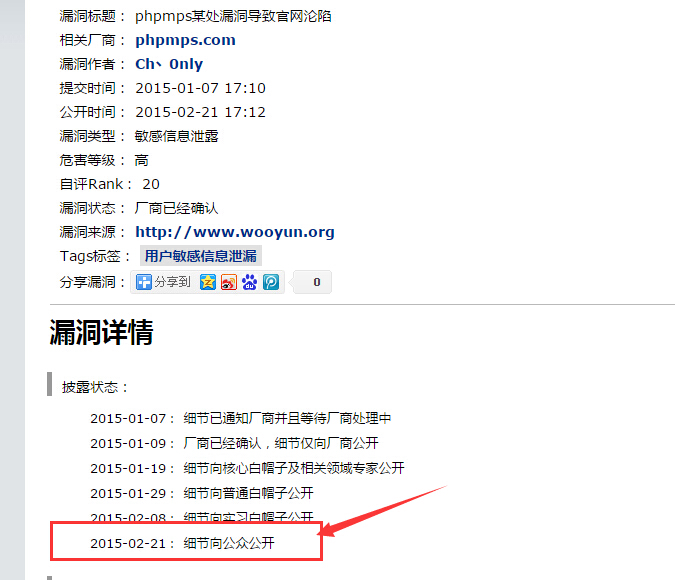 漏洞标题： phpmps某处漏洞导致官网沦陷
相关厂商： phpmps.com
漏洞作者： Ch、0nly
提交时间： 2015-01-07 17:10
公开时间： 2015-02-21 17:12
漏洞类型： 敏感信息泄露
危害等级： 高
自评Rank： 20
漏洞状态： 厂商已经确认
漏洞来源： http://www.wooyun.org
Tags标签： 用户敏感信息泄漏
分享漏洞： 分享到 0
漏洞详情
披露状态：
2015-01-07： 细节已通知厂商并且等待厂商处理中
2015-01-09： 厂商已经确认，细节仅向厂商公开
2015-01-19： 细节向核心白帽子及相关领域专家公开
2015-01-29： 细节向普通白帽子公开
2015-02-08： 细节向实习白帽子公开
2015-02-21： 细节向公众公开